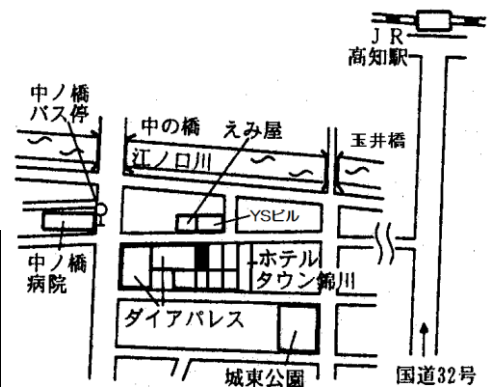 JR
高知駅
中ノ橋
バス停
中の橋
えみ屋
玉井橋
江ノ口川
YSビル
中ノ橋
病院
ホテル
タウン錦川
ダイアパレス
城東公園
国道32号